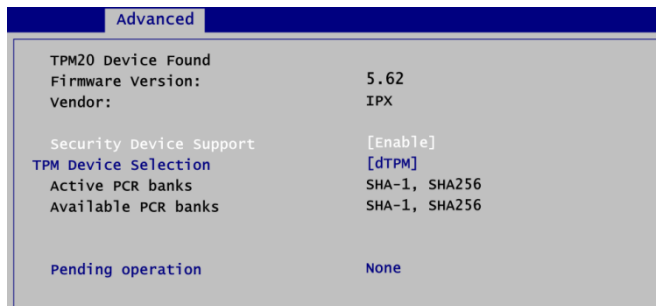 Advanced
TPM20 Device Found
Firmware Version: 5.62
Vendor: IPX
Security Device Support [Enable]
TPM Device Selection [dTPM]
Active PCR banks SHA-1, SHA256
Available PCR banks SHA-1, SHA256
Pending operation None